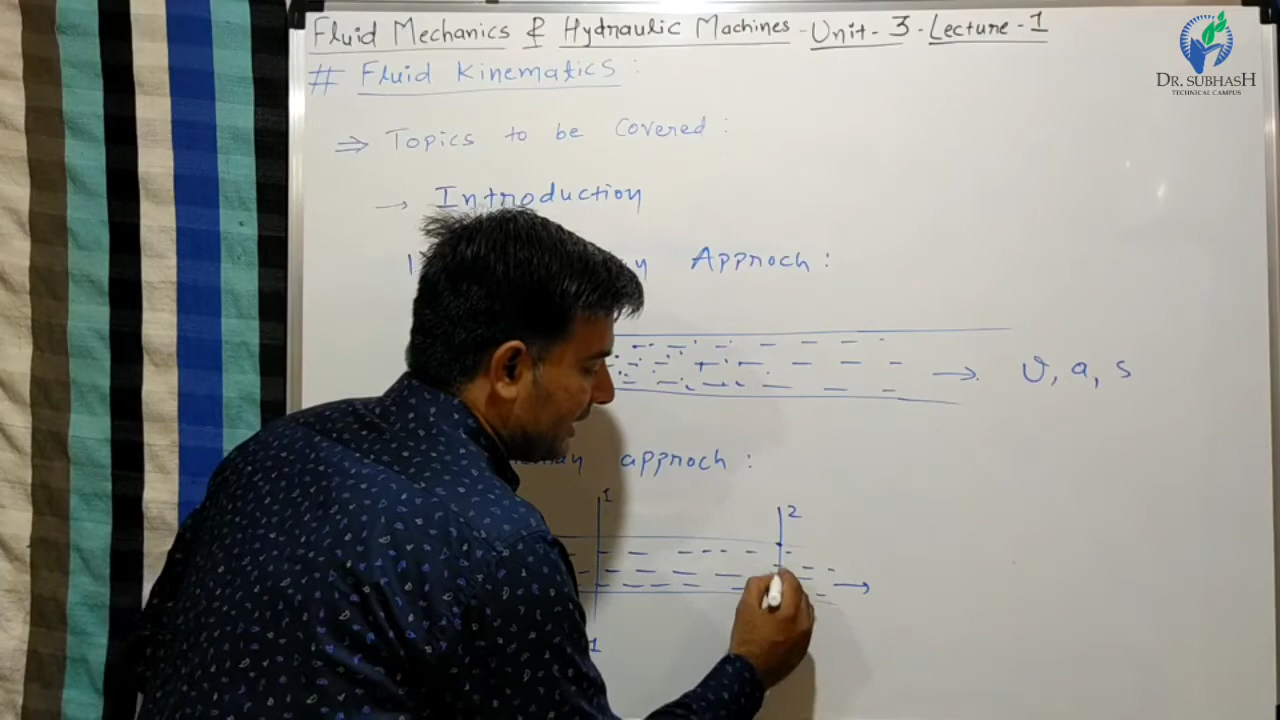 Fluid Mechanics & Hydraulic Machines - Unit - 3 - Lecture - 1
DR. SUBHASH
TECHNICAL CAMPUS
# Fluid Kinematics :
⇒ Topics to be Covered :
→ Introduction
Approch :
v, a, s
approch :
1
2
1